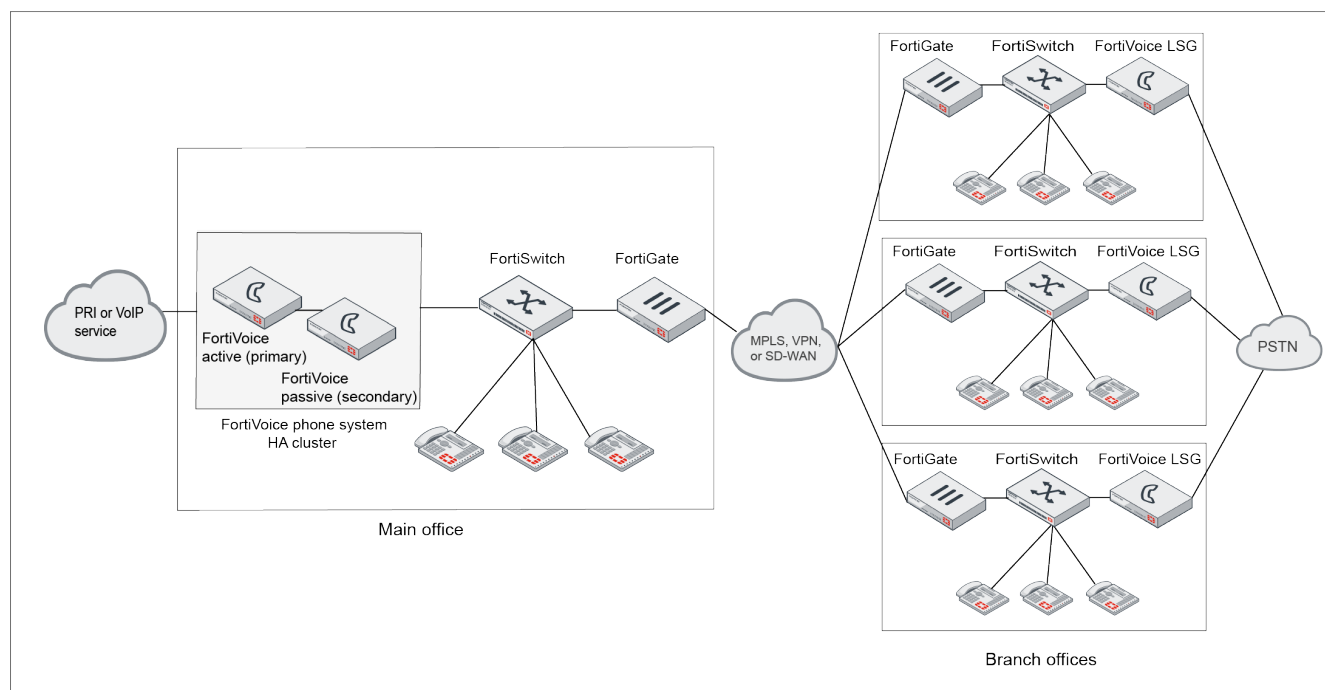 FortiGate
FortiSwitch
FortiVoice LSG
FortiSwitch
FortiGate
PRI or VoIP
service
FortiVoice
active (primary)
FortiVoice
passive (secondary)
FortiVoice phone system
HA cluster
Main office
MPLS, VPN,
or SD-WAN
FortiGate
FortiSwitch
FortiVoice LSG
PSTN
FortiGate
FortiSwitch
FortiVoice LSG
Branch offices